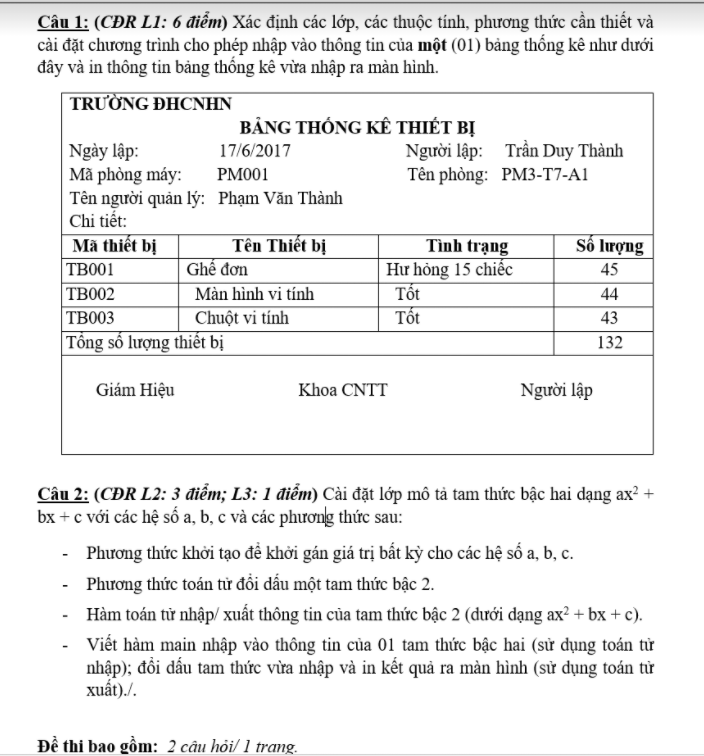 Câu 1: (CĐR L1: 6 điểm) Xác định các lớp, các thuộc tính, phương thức cần thiết và
cài đặt chương trình cho phép nhập vào thông tin của một (01) bảng thống kê như dưới
đây và in thông tin bảng thống kê vừa nhập ra màn hình.
TRƯỜNG ĐHCNHN
BẢNG THỐNG KÊ THIẾT BỊ
Ngày lập: 17/6/2017 Người lập: Trần Duy Thành
Mã phòng máy: PM001 Tên phòng: PM3-T7-A1
Tên người quản lý: Phạm Văn Thành
Chi tiết:
Mã thiết bị Tên Thiết bị Tình trạng Số lượng
TB001 Ghế đơn Hư hỏng 15 chiếc 45
TB002 Màn hình vi tính Tốt 44
TB003 Chuột vi tính Tốt 43
Tổng số lượng thiết bị 132
Giám Hiệu Khoa CNTT Người lập
Câu 2: (CĐR L2: 3 điểm; L3: 1 điểm) Cài đặt lớp mô tả tam thức bậc hai dạng ax² +
bx + c với các hệ số a, b, c và các phương thức sau:
- Phương thức khởi tạo để khởi gán giá trị bất kỳ cho các hệ số a, b, c.
- Phương thức toán tử đổi dấu một tam thức bậc 2.
- Hàm toán tử nhập/ xuất thông tin của tam thức bậc 2 (dưới dạng ax² + bx + c).
- Viết hàm main nhập vào thông tin của 01 tam thức bậc hai (sử dụng toán tử
nhập); đổi dấu tam thức vừa nhập và in kết quả ra màn hình (sử dụng toán tử
xuất)./.
Đề thi bao gồm: 2 câu hỏi/ 1 trang.